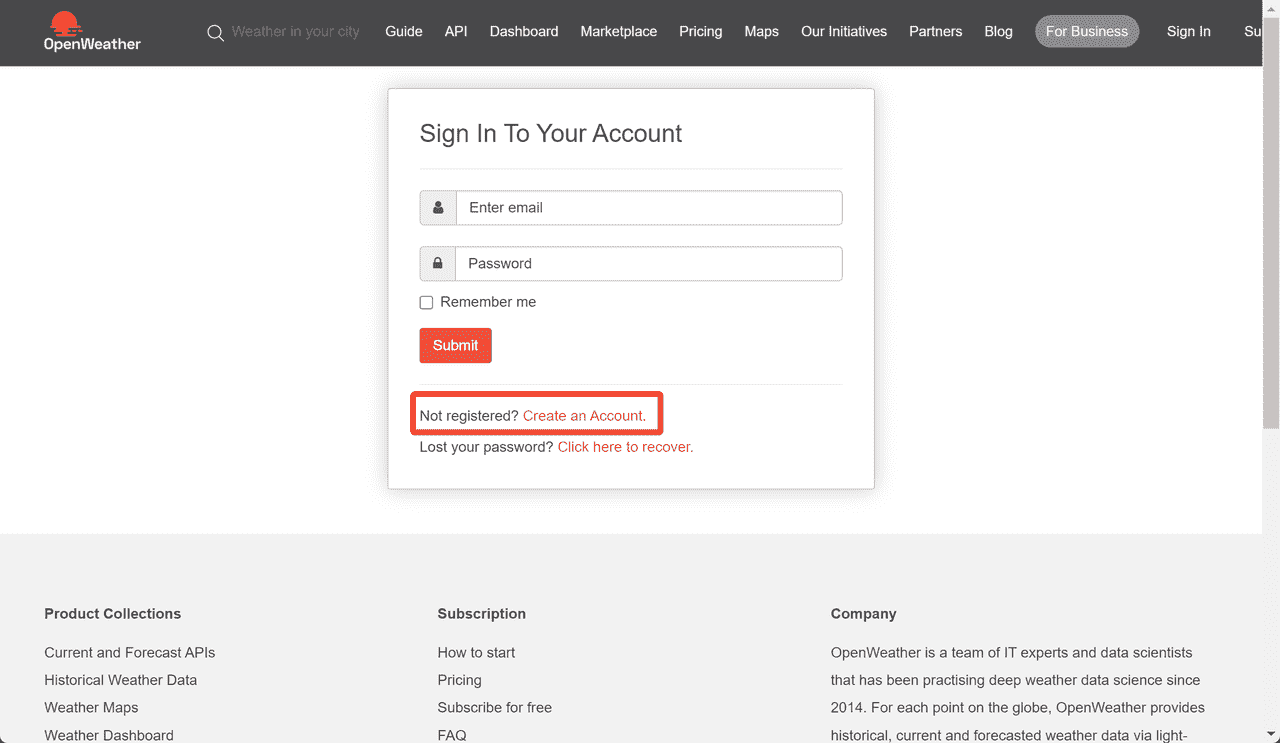 OpenWeather
Weather in your city
Guide
API
Dashboard
Marketplace
Pricing
Maps
Our Initiatives
Partners
Blog
For Business
Sign In
Su
Sign In To Your Account
Enter email
Password
Remember me
Submit
Not registered? Create an Account.
Lost your password? Click here to recover.
Product Collections
Current and Forecast APIs
Historical Weather Data
Weather Maps
Weather Dashboard
Subscription
How to start
Pricing
Subscribe for free
FAQ
Company
OpenWeather is a team of IT experts and data scientists
that has been practising deep weather data science since
2014. For each point on the globe, OpenWeather provides
historical, current and forecasted weather data via light-